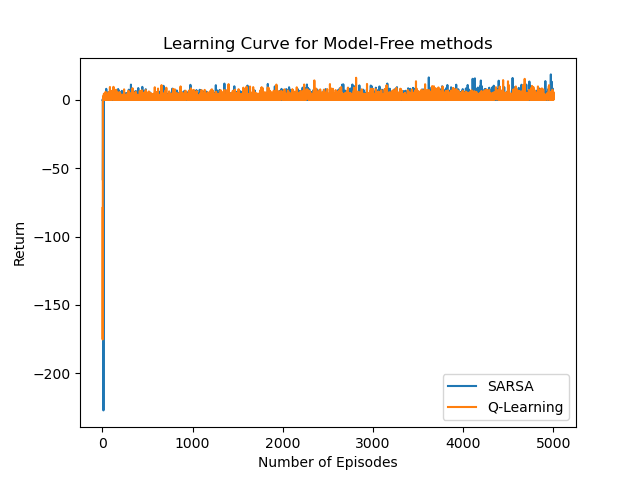 Learning Curve for Model-Free methods
0
−50
−100
−150
−200
Return
SARSA
Q-Learning
0 1000 2000 3000 4000 5000
Number of Episodes